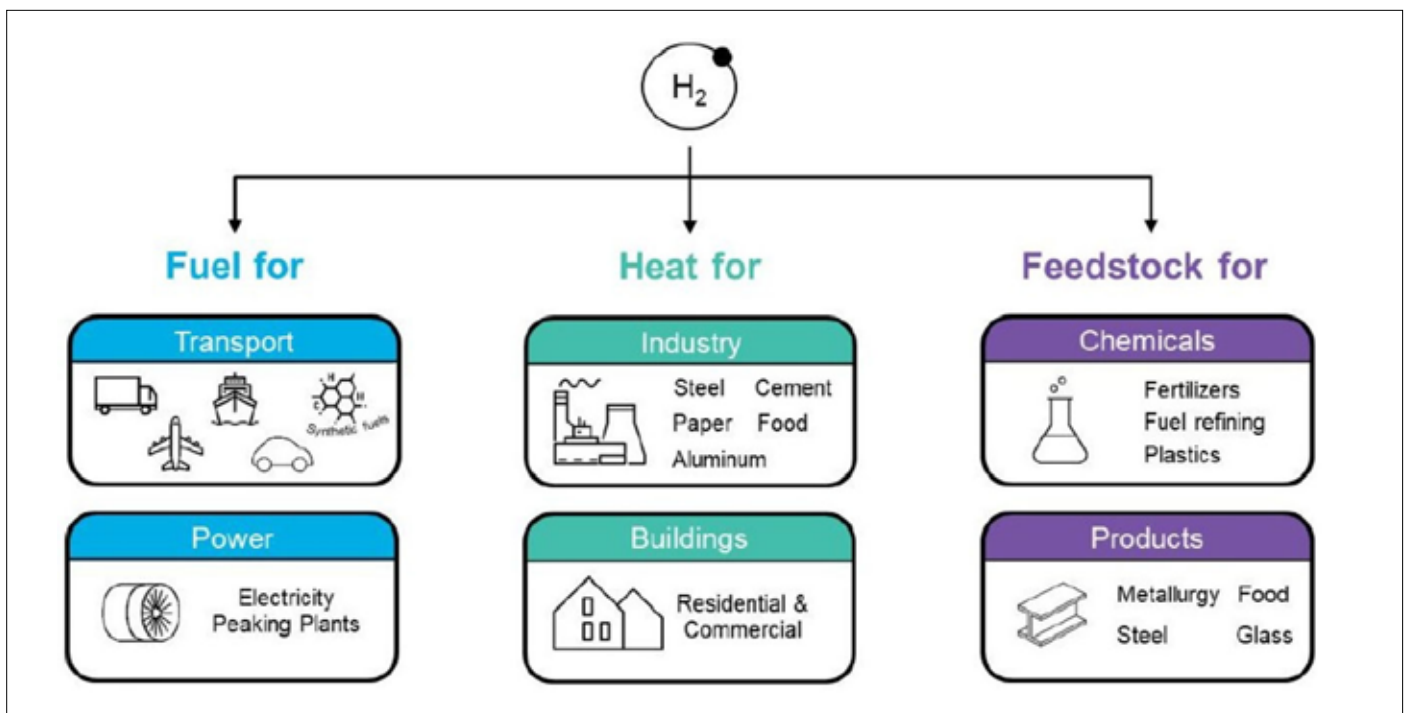 H₂
Fuel for
Heat for
Feedstock for
Transport
H
C H
Synthetic fuels
Industry
Steel Cement
Paper Food
Aluminum
Chemicals
Fertilizers
Fuel refining
Plastics
Power
Electricity
Peaking Plants
Buildings
Residential &
Commercial
Products
Metallurgy Food
Steel Glass